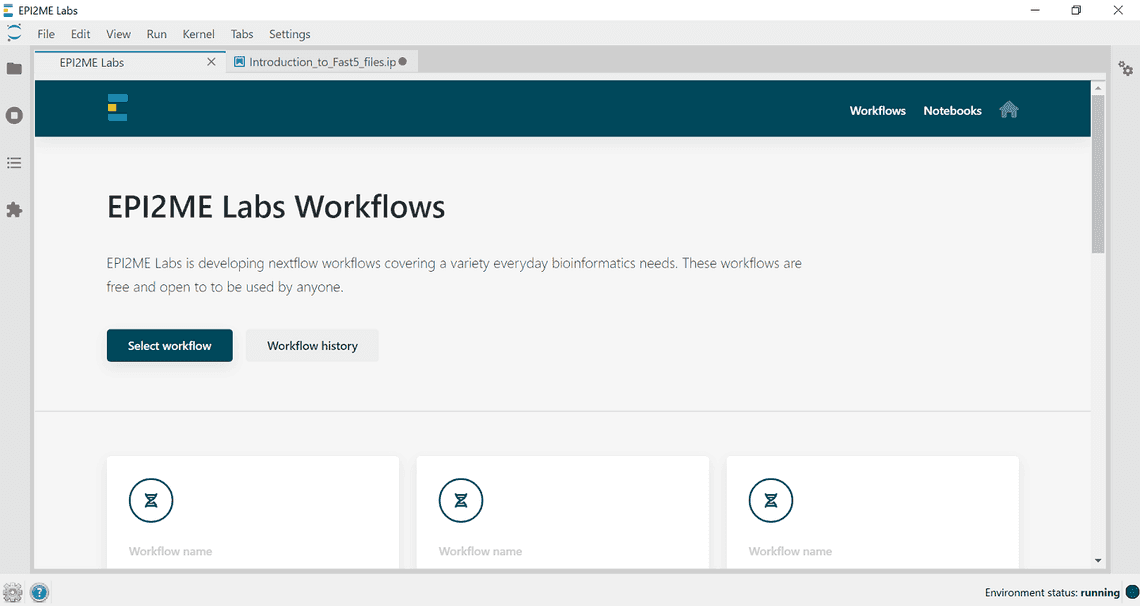 EPI2ME Labs
File Edit View Run Kernel Tabs Settings
EPI2ME Labs
Introduction_to_Fast5_files.ip
Workflows Notebooks
EPI2ME Labs Workflows
EPI2ME Labs is developing nextflow workflows covering a variety everyday bioinformatics needs. These workflows are
free and open to to be used by anyone.
Select workflow Workflow history
Workflow name Workflow name Workflow name
? Environment status: running